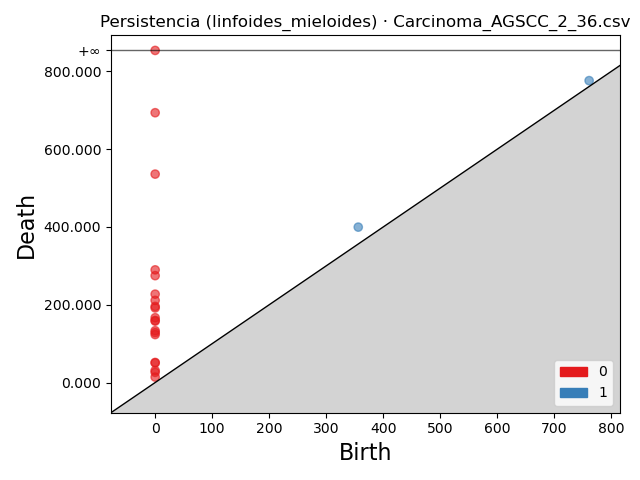 Persistencia (linfoides_mieloides) · Carcinoma_AGSCC_2_36.csv
+∞
800.000
600.000
400.000
200.000
0.000
Death
0
1
0 100 200 300 400 500 600 700 800
Birth